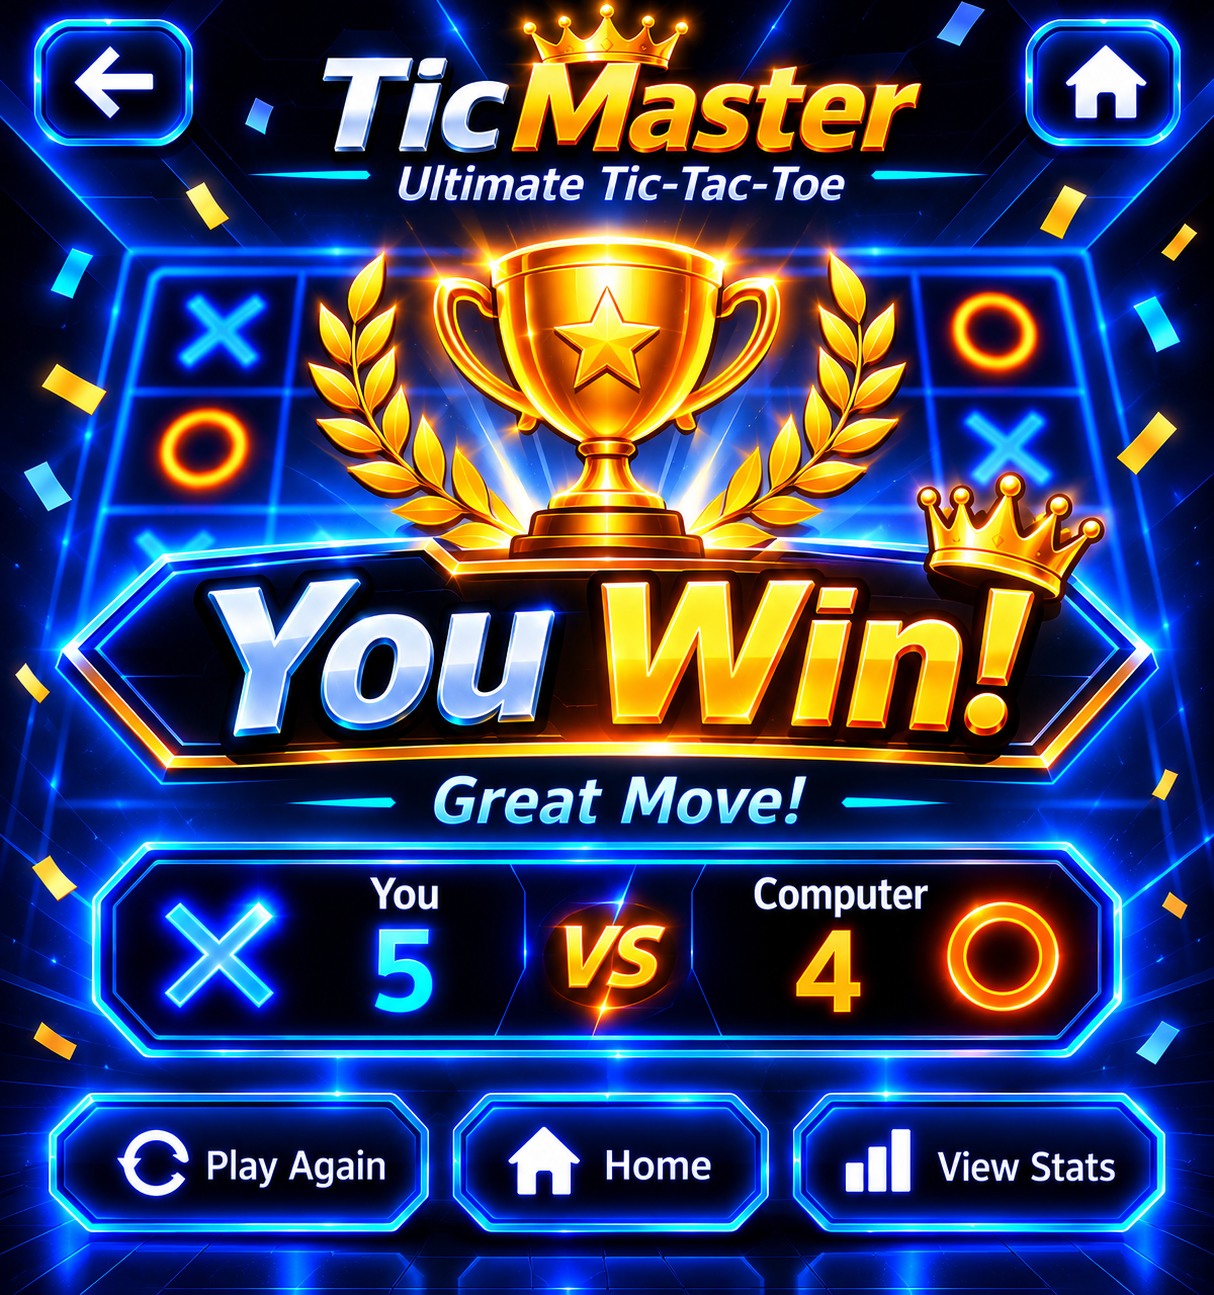 TicMaster
Ultimate Tic-Tac-Toe
You Win!
Great Move!
You
5
VS
Computer
4
Play Again
Home
View Stats